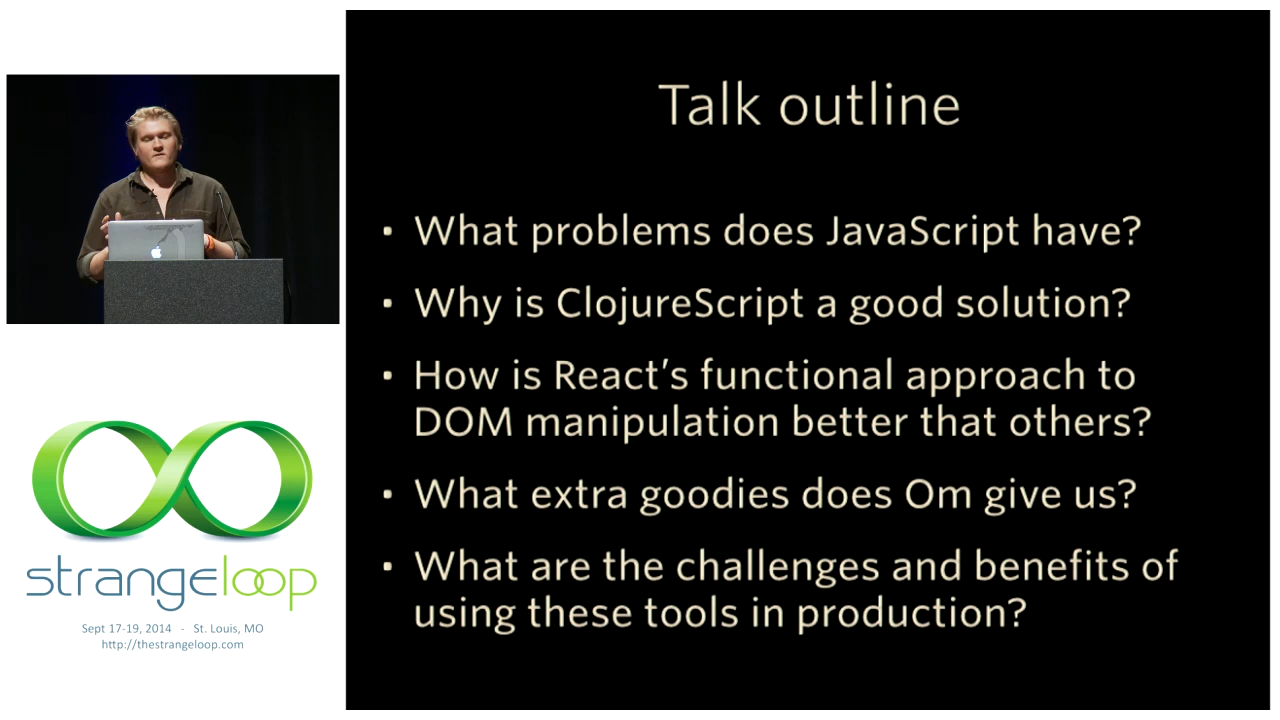 Talk outline
• What problems does JavaScript have?
• Why is ClojureScript a good solution?
• How is React's functional approach to
DOM manipulation better that others?
• What extra goodies does Om give us?
• What are the challenges and benefits of
using these tools in production?
strangeloop
Sept 17-19, 2014 - St. Louis, MO
http://thestrangeloop.com